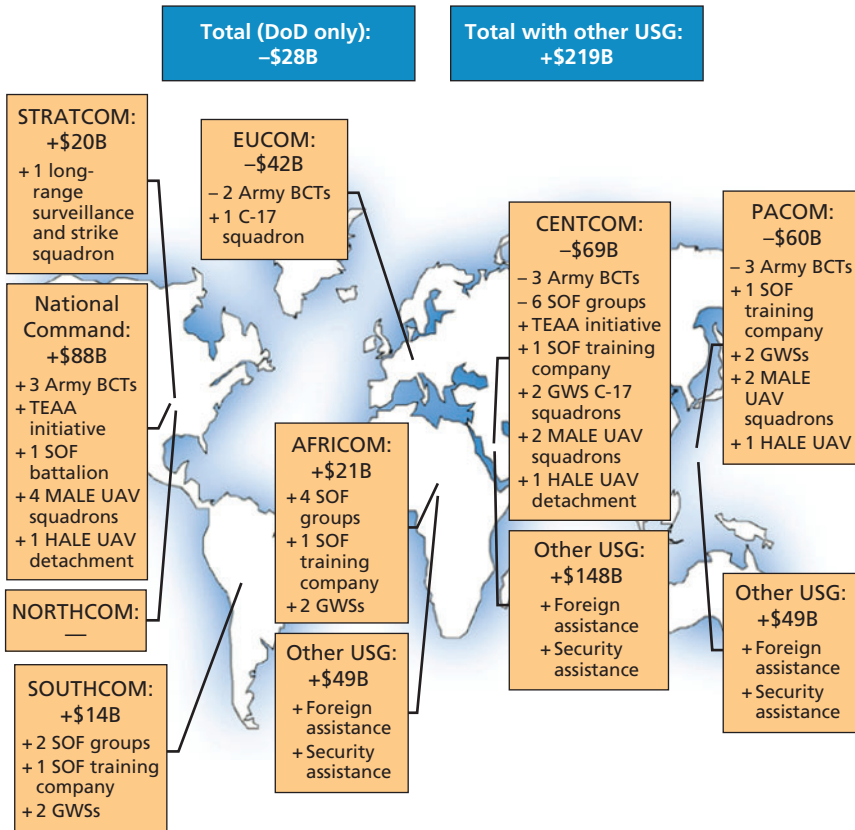 Total (DoD only):
–$28B
Total with other USG:
+$219B
STRATCOM:
+$20B
+ 1 long-
range
surveillance
and strike
squadron
EUCOM:
–$42B
– 2 Army BCTs
+ 1 C-17
squadron
CENTCOM:
–$69B
– 3 Army BCTs
– 6 SOF groups
+ TEAA initiative
+ 1 SOF training
company
+ 2 GWS C-17
squadrons
+ 2 MALE UAV
squadrons
+ 1 HALE UAV
detachment
PACOM:
–$60B
– 3 Army BCTs
+ 1 SOF
training
company
+ 2 GWSs
+ 2 MALE
UAV
squadrons
+ 1 HALE UAV
National
Command:
+$88B
+ 3 Army BCTs
+ TEAA
initiative
+ 1 SOF
battalion
+ 4 MALE UAV
squadrons
+ 1 HALE UAV
detachment
AFRICOM:
+$21B
+ 4 SOF
groups
+ 1 SOF
training
company
+ 2 GWSs
Other USG:
+$148B
+ Foreign
assistance
+ Security
assistance
Other USG:
+$49B
+ Foreign
assistance
+ Security
assistance
NORTHCOM:
—
Other USG:
+$49B
+ Foreign
assistance
+ Security
assistance
SOUTHCOM:
+$14B
+ 2 SOF groups
+ 1 SOF training
company
+ 2 GWSs